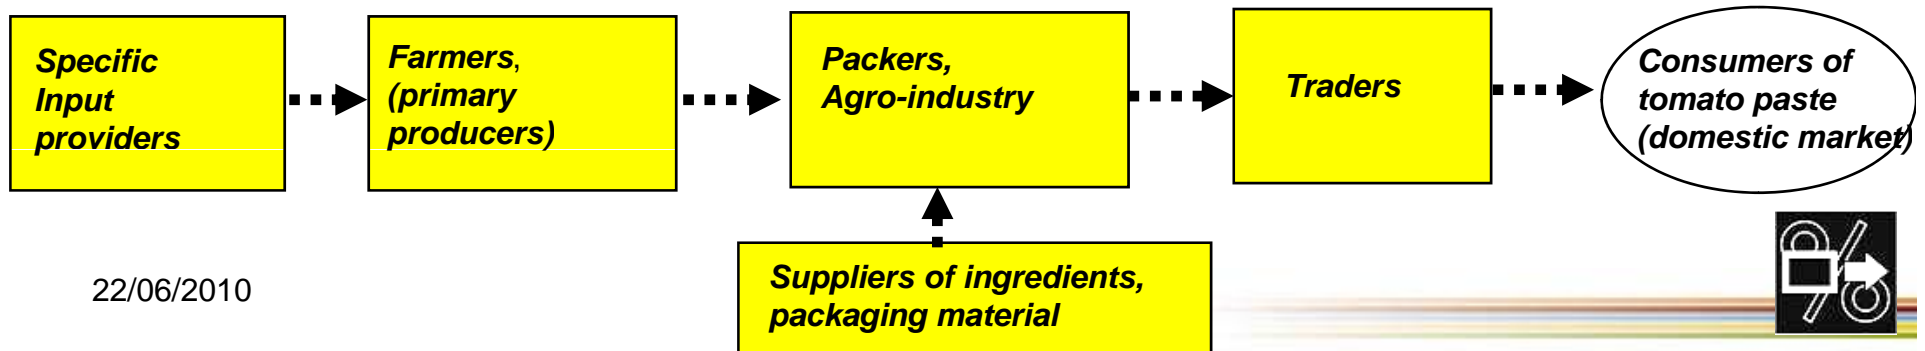 Specific
Input
providers
Farmers,
(primary
producers)
Packers,
Agro-industry
Traders
Consumers of
tomato paste
(domestic market)
Suppliers of ingredients,
packaging material
22/06/2010